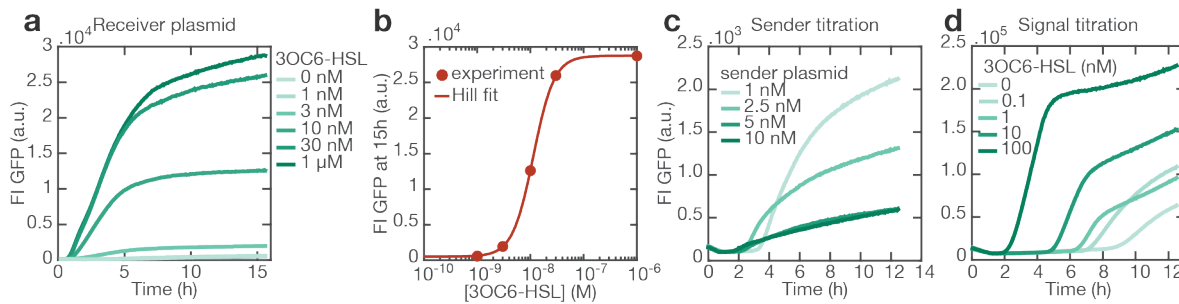 a
Receiver plasmid
.10⁴
3
2.5
2
1.5
1
0.5
0
FI GFP (a.u.)
0
5
10
15
Time (h)
3OC6-HSL
0 nM
1 nM
3 nM
10 nM
30 nM
1 µM
b
.10⁴
3
2.5
2
1.5
1
0.5
0
FI GFP at 15h (a.u.)
experiment
Hill fit
10⁻¹⁰
10⁻⁹
10⁻⁸
10⁻⁷
10⁻⁶
[3OC6-HSL] (M)
c
Sender titration
.10³
2.5
2.0
1.5
1.0
0.5
0
FI GFP (a.u.)
sender plasmid
1 nM
2.5 nM
5 nM
10 nM
0
2
4
6
8
10
12
14
Time (h)
d
Signal titration
.10⁵
2.5
2.0
1.5
1.0
0.5
0
FI GFP (a.u.)
3OC6-HSL (nM)
0
0.1
1
10
100
0
2
4
6
8
10
12
Time (h)